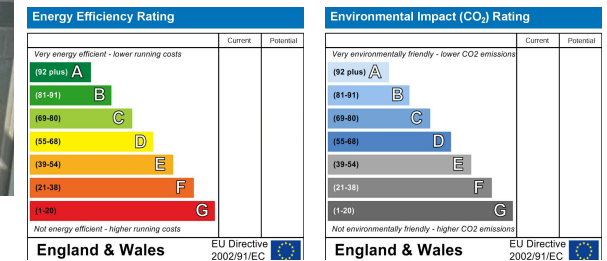 Energy Efficiency Rating
Current Potential
Very energy efficient - lower running costs
(92 plus) A
(81-91) B
(69-80) C
(55-68) D
(39-54) E
(21-38) F
(1-20) G
Not energy efficient - higher running costs
England & Wales
EU Directive
2002/91/EC
Environmental Impact (CO₂) Rating
Current Potential
Very environmentally friendly - lower CO2 emissions
(92 plus) A
(81-91) B
(69-80) C
(55-68) D
(39-54) E
(21-38) F
(1-20) G
Not environmentally friendly - higher CO2 emissions
England & Wales
EU Directive
2002/91/EC